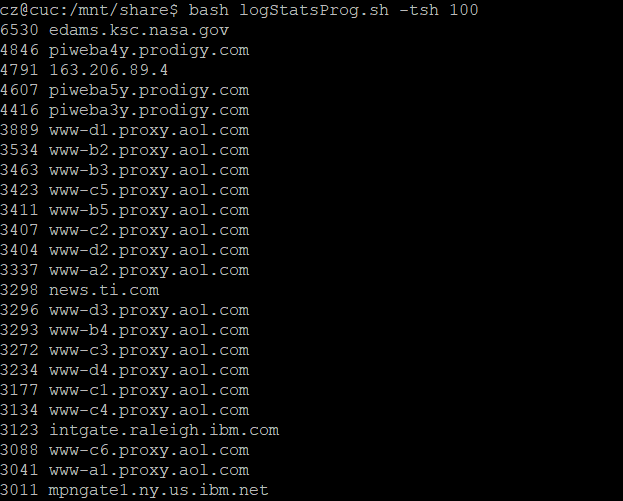 cz@cuc:/mnt/share$ bash logStatsProg.sh -tsh 100
6530 edams.ksc.nasa.gov
4846 piweba4y.prodigy.com
4791 163.206.89.4
4607 piweba5y.prodigy.com
4416 piweba3y.prodigy.com
3889 www-d1.proxy.aol.com
3534 www-b2.proxy.aol.com
3463 www-b3.proxy.aol.com
3423 www-c5.proxy.aol.com
3411 www-b5.proxy.aol.com
3407 www-c2.proxy.aol.com
3404 www-d2.proxy.aol.com
3337 www-a2.proxy.aol.com
3298 news.ti.com
3296 www-d3.proxy.aol.com
3293 www-b4.proxy.aol.com
3272 www-c3.proxy.aol.com
3234 www-d4.proxy.aol.com
3177 www-c1.proxy.aol.com
3134 www-c4.proxy.aol.com
3123 intgate.raleigh.ibm.com
3088 www-c6.proxy.aol.com
3041 www-a1.proxy.aol.com
3011 mpngate1.ny.us.ibm.net